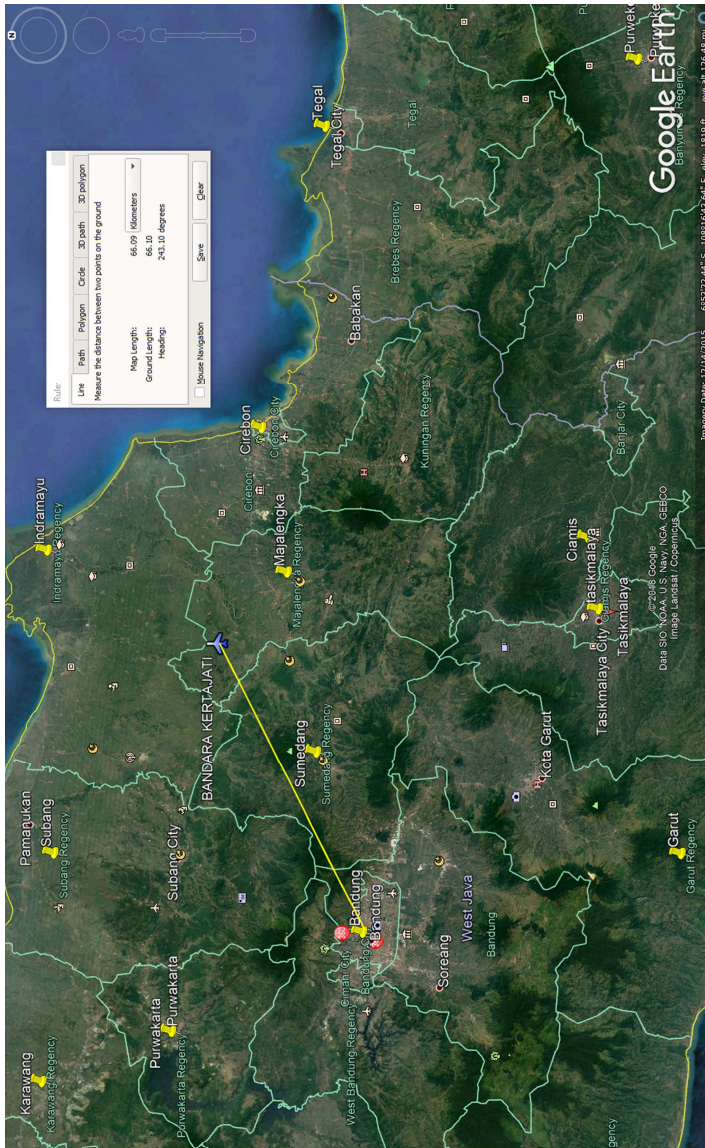 Ruler
Line Path Polygon Circle 3D path 3D polygon
Measure the distance between two points on the ground
Map Length: 66.09 Kilometers
Ground Length: 66.10
Heading: 243.10 degrees
Mouse Navigation
Save
Clear
N
Karawang
Karawang Regency
Purwakarta
Purwakarta
Purwakarta Regency
Pamanukan
Subang
Subang Regency
Subang City
Indramayu
Indramayu Regency
BANDARA KERTAJATI
Cirebon
Cirebon City
Cirebon
Majalengka
Majalengka Regency
Sumedang
Sumedang Regency
Bandung
Bandung
Cimahi City
West Bandung Regency
Soreang
West Java
Bandung
Tegal
Tegal City
Tegal
Brebes Regency
Babakan
Kuningan Regency
Banjar City
Ciamis
Ciamis Regency
tasikmalaya
Tasikmalaya City
Tasikmalaya
Kota Garut
Garut
Garut Regency
Google Earth
©2018 Google
Data SIO, NOAA, U.S. Navy, NGA, GEBCO
Image Landsat / Copernicus